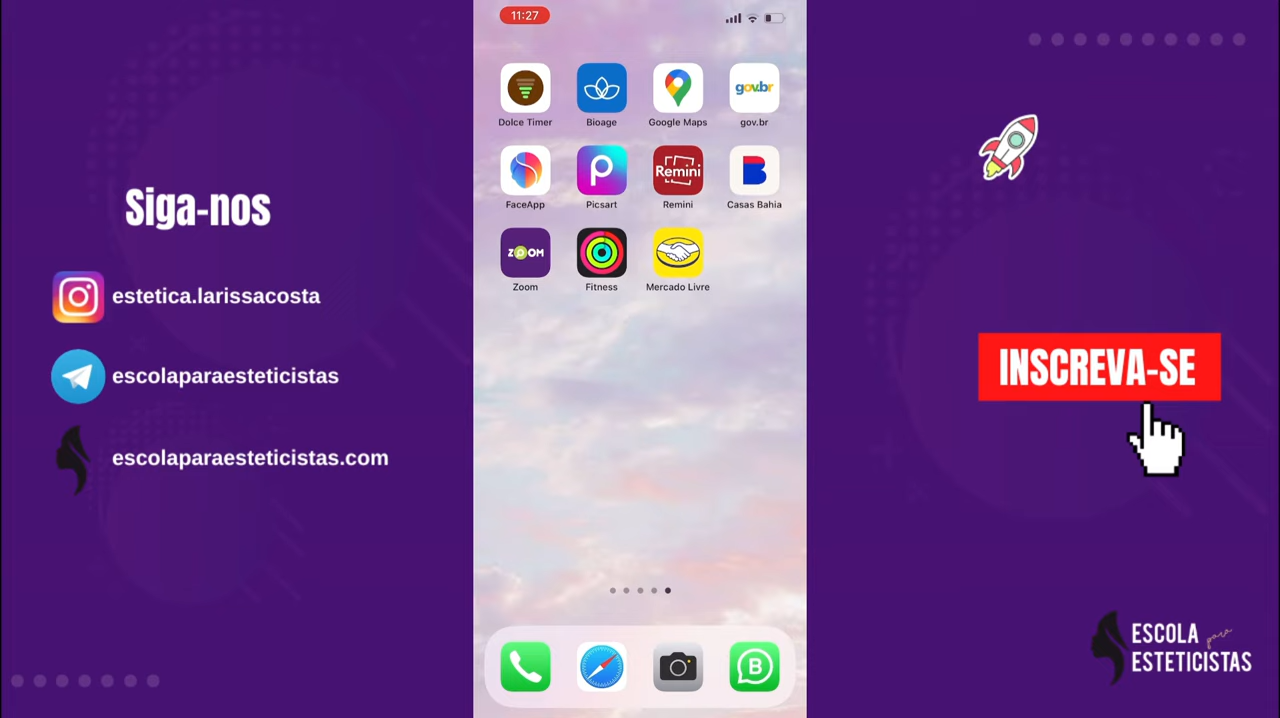 Siga-nos
estetica.larissacosta
escolaparaesteticistas
escolaparaesteticistas.com
11:27
Dolce Timer
Bioage
Google Maps
gov.br
gov.br
FaceApp
P
Picsart
Remini
Remini
B
Casas Bahia
ZOOM
Zoom
Fitness
Mercado Livre
B
INSCREVA-SE
ESCOLA para
ESTETICISTAS